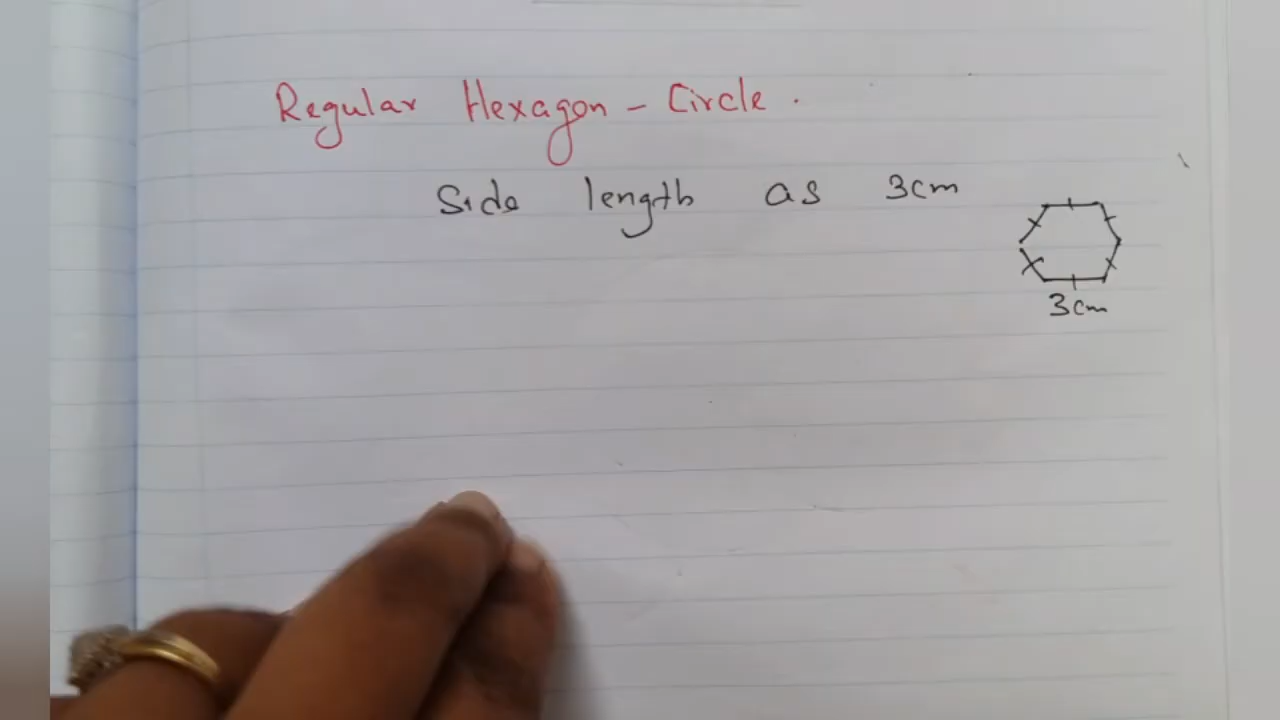 Regular Hexagon - Circle.
Side length as 3cm
3cm